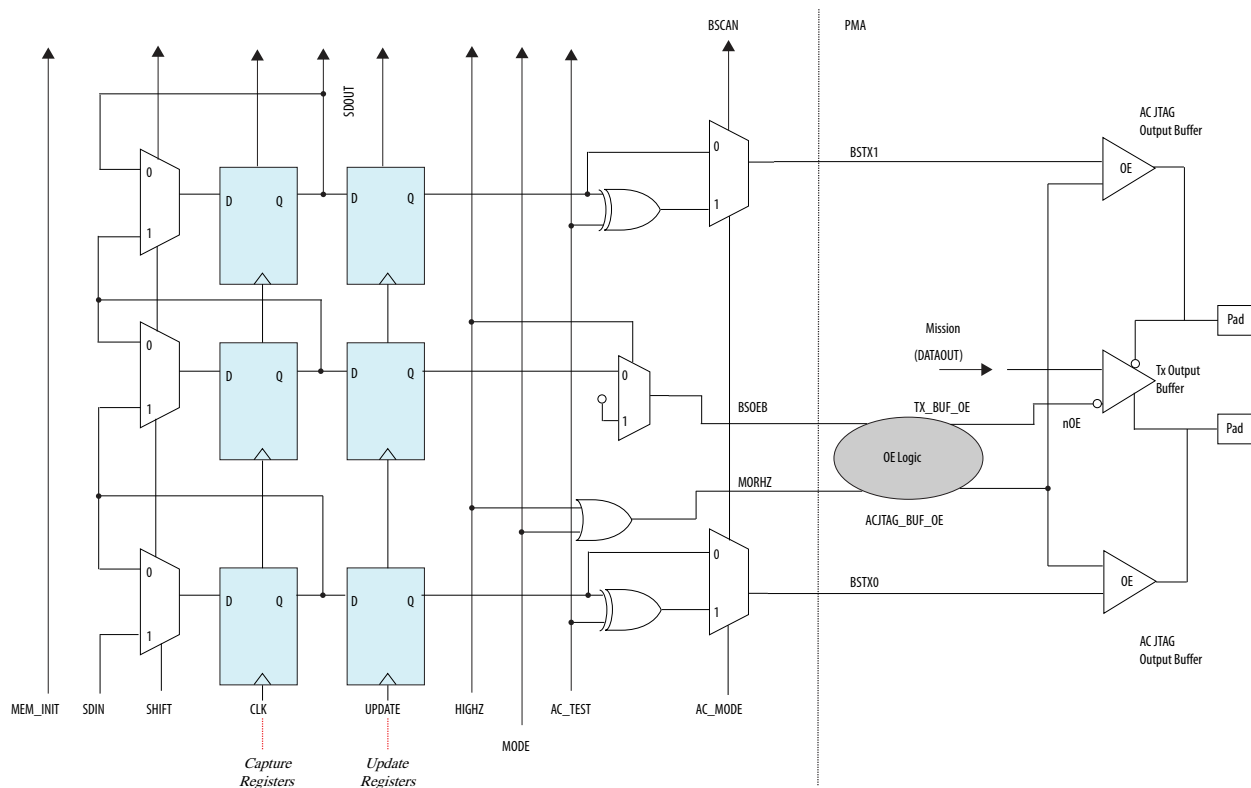 BSCAN
PMA
SDOUT
AC JTAG
Output Buffer
0
0
BSTX1
OE
D Q
D Q
1
1
Mission
(DATAOUT)
Pad
0
0
Tx Output
Buffer
D Q
D Q
1
1
BSOEB
TX_BUF_OE
nOE
Pad
OE Logic
MORHZ
ACJTAG_BUF_OE
0
0
BSTX0
OE
D Q
D Q
1
1
AC JTAG
Output Buffer
MEM_INIT
SDIN
SHIFT
CLK
UPDATE
HIGHZ
AC_TEST
AC_MODE
MODE
Capture
Registers
Update
Registers